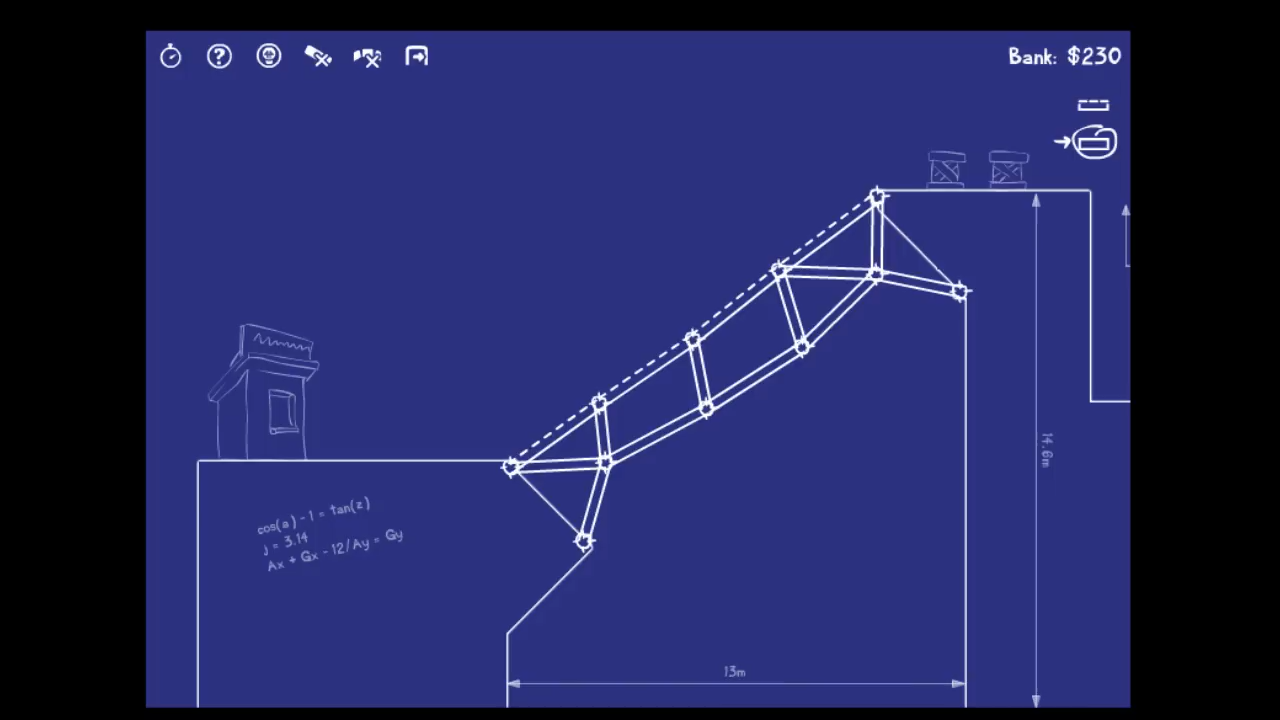 Bank: $230
cos(a) - 1 = tan(z)
j = 3.14
Ax + Gx - 12/Ay = Gy
14.6m
13m